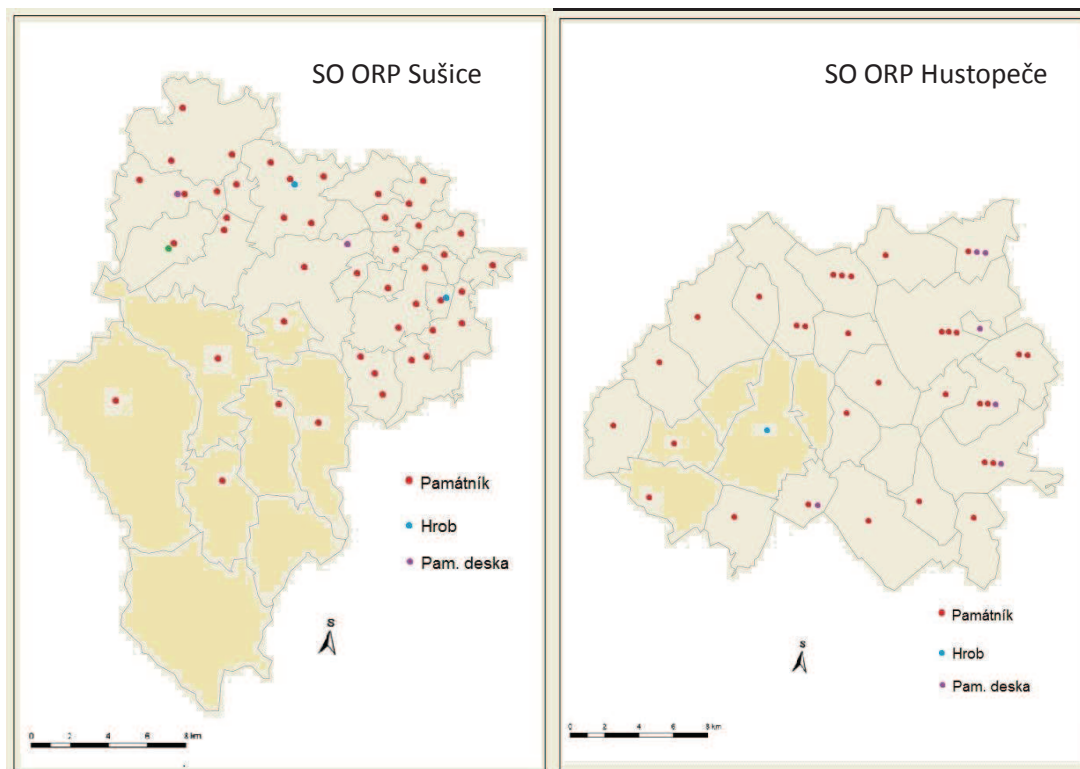 SO ORP Sušice
Památník
Hrob
Pam. deska
S
0 2 4 6 8 km
SO ORP Hustopeče
Památník
Hrob
Pam. deska
S
0 2 4 6 8 km